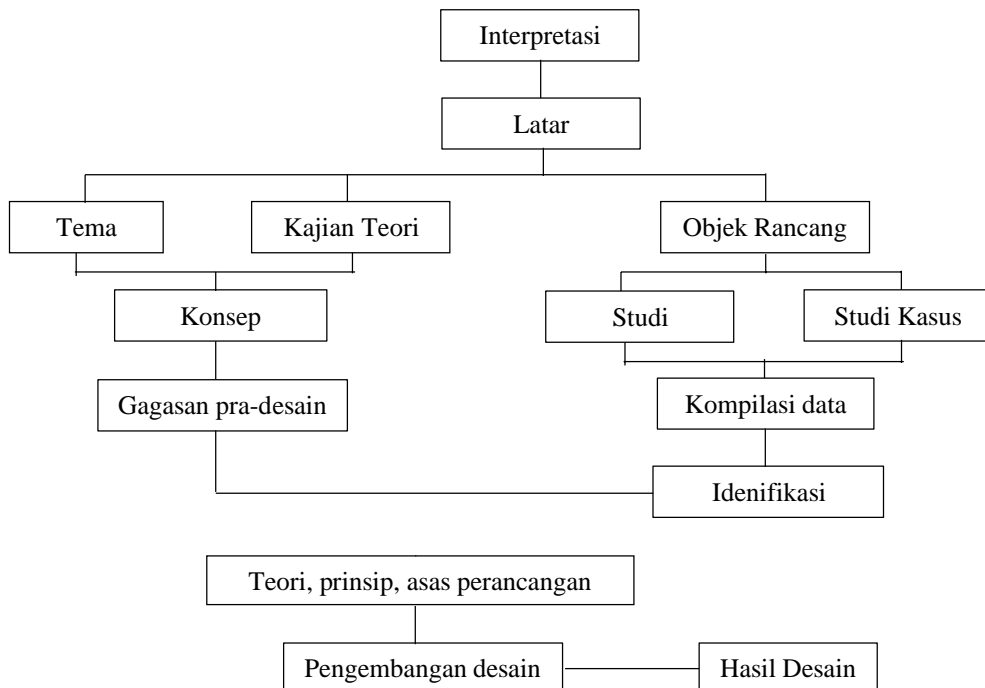 Interpretasi
Latar
Tema
Kajian Teori
Objek Rancang
Konsep
Studi
Studi Kasus
Gagasan pra-desain
Kompilasi data
Idenifikasi
Teori, prinsip, asas perancangan
Pengembangan desain
Hasil Desain